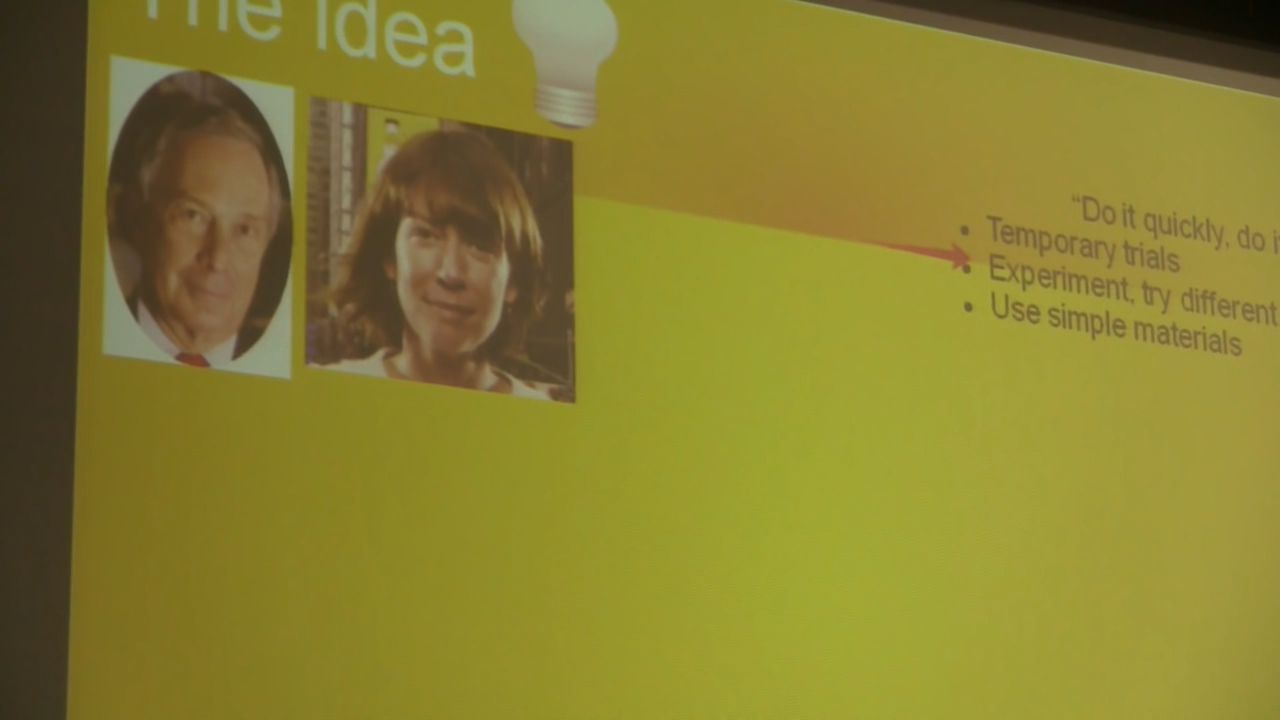 The Idea
“Do it quickly, do
Temporary trials
Experiment, try different
Use simple materials